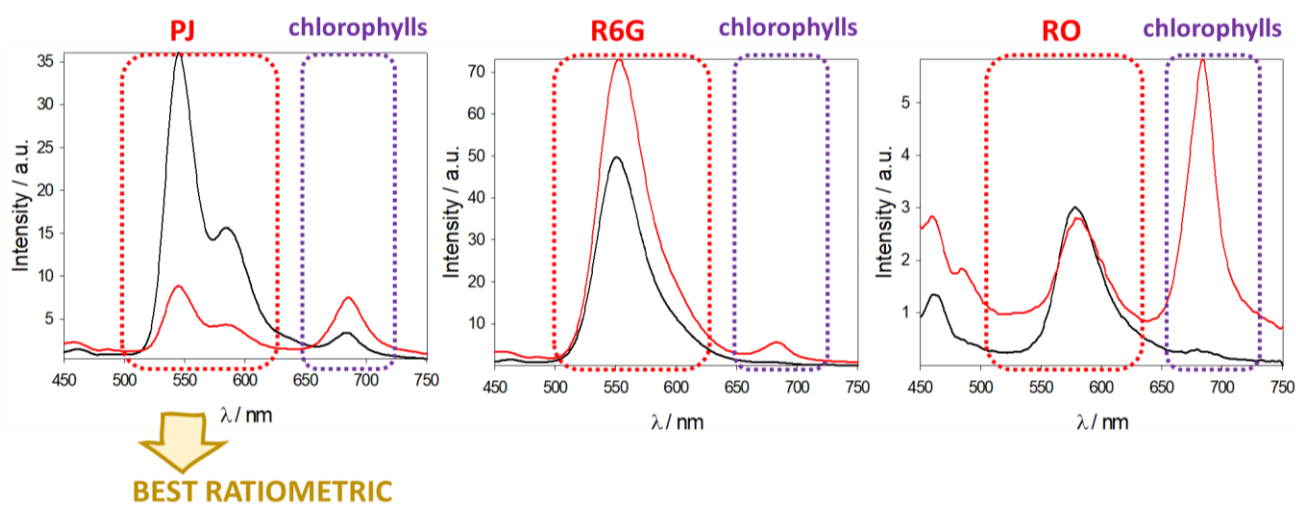 PJ
chlorophylls
R6G
chlorophylls
RO
chlorophylls
Intensity / a.u.
35
30
25
20
15
10
5
450 500 550 600 650 700 750
λ / nm
Intensity / a.u.
70
60
50
40
30
20
10
450 500 550 600 650 700 750
λ / nm
Intensity / a.u.
5
4
3
2
1
450 500 550 600 650 700 750
λ / nm
BEST RATIOMETRIC